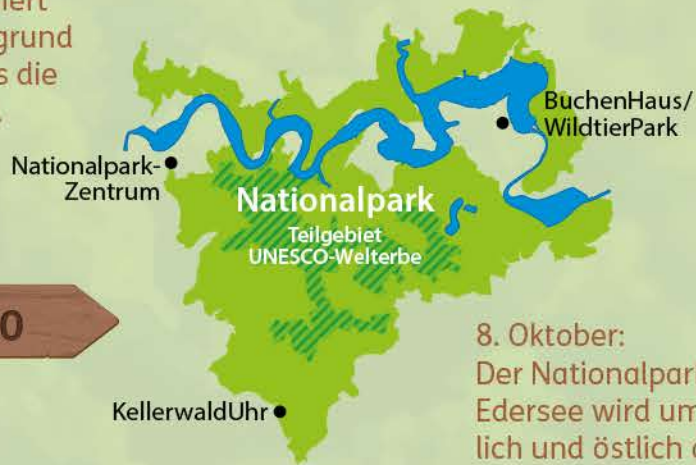 grund
s die
BuchenHaus/
WildtierPark
Nationalpark-
Zentrum
Nationalpark
Teilgebiet
UNESCO-Welterbe
0
8. Oktober:
Der Nationalpar
Edersee wird um
lich und östlich
KellerwaldUhr